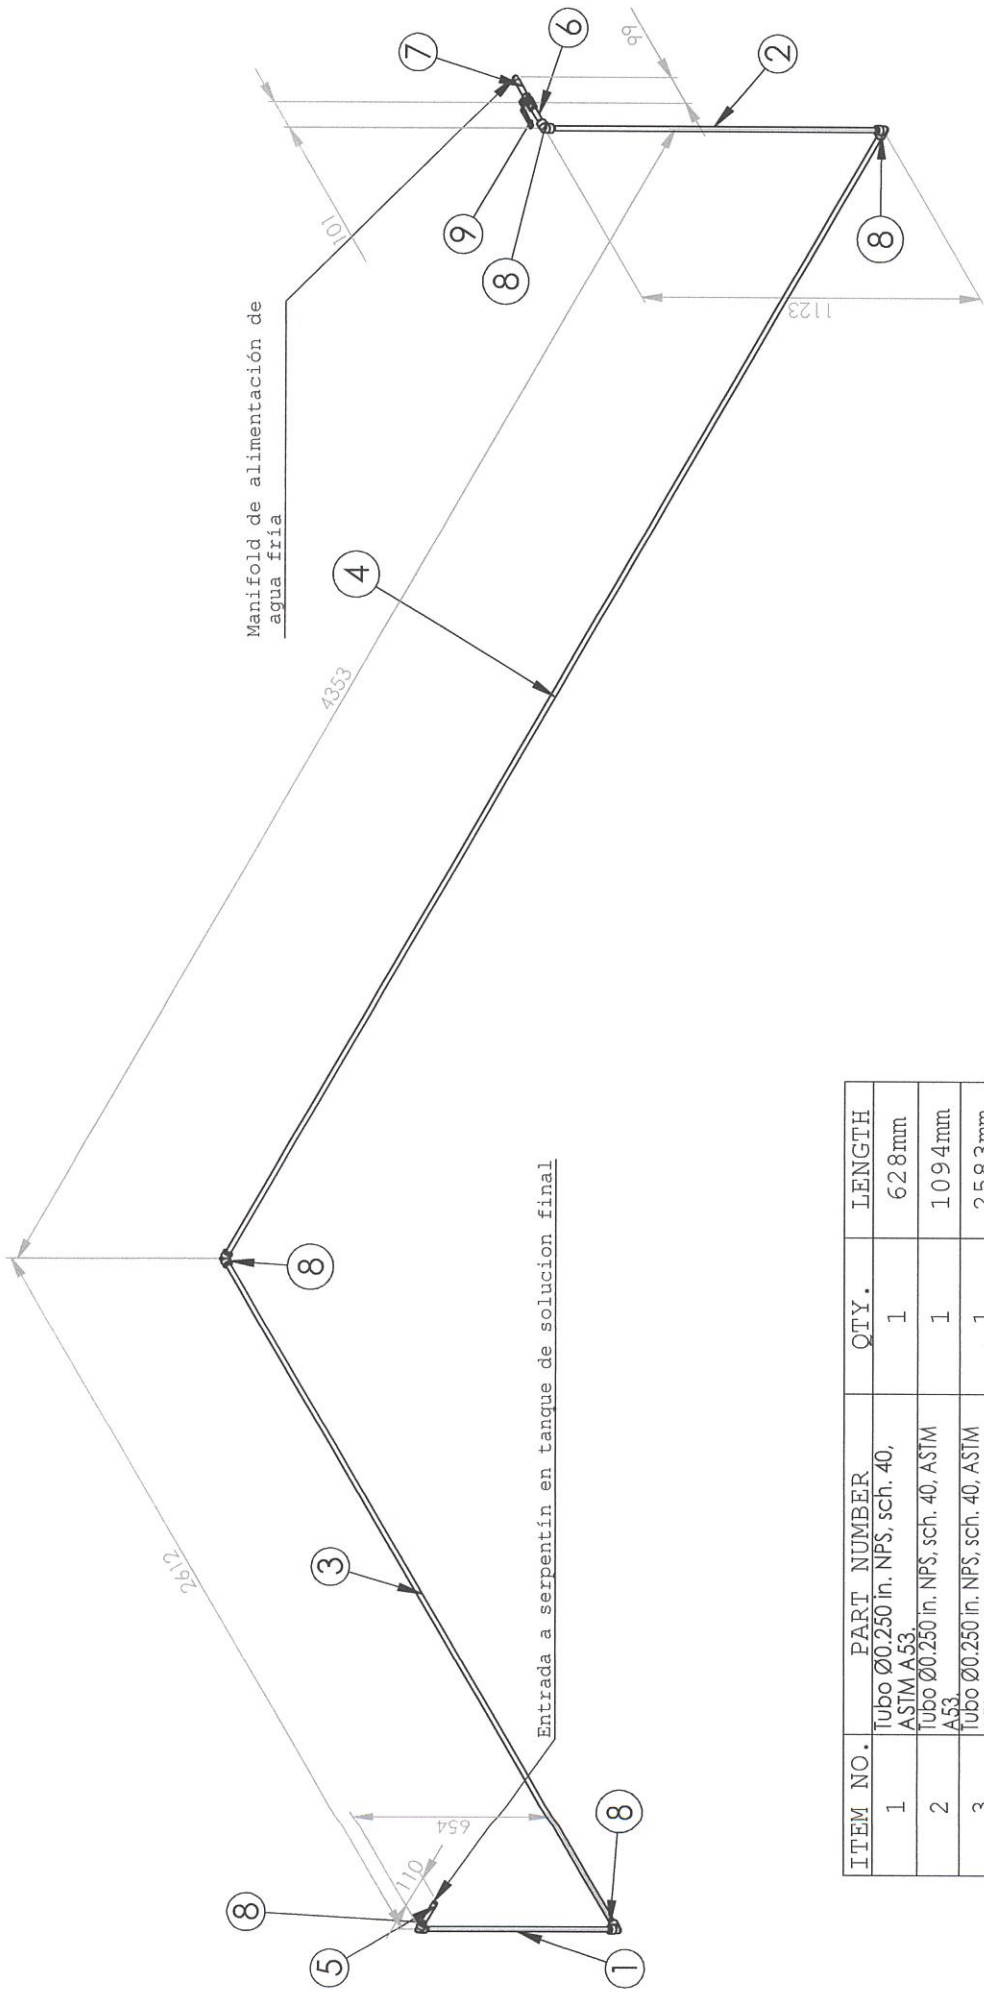 Manifold de alimentación de
agua fría
7
6
99
2
101
9
8
8
1123
4353
4
8
2612
3
Entrada a serpentín en tanque de solucion final
654
110
8
8
5
1
ITEM NO. PART NUMBER QTY. LENGTH
1 Tubo Ø0.250 in. NPS, sch. 40, 1 628mm
ASTM A53.
2 Tubo Ø0.250 in. NPS, sch. 40, ASTM 1 1094mm
A53.
3 Tubo Ø0.250 in. NPS, sch. 40, ASTM 1 2583mm